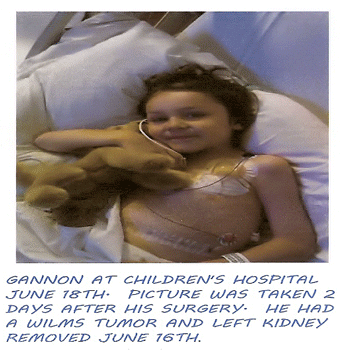 GANNON AT CHILDREN'S HOSPITAL
JUNE 18TH. PICTURE WAS TAKEN 2
DAYS AFTER HIS SURGERY. HE HAD
A WILMS TUMOR AND LEFT KIDNEY
REMOVED JUNE 16TH.